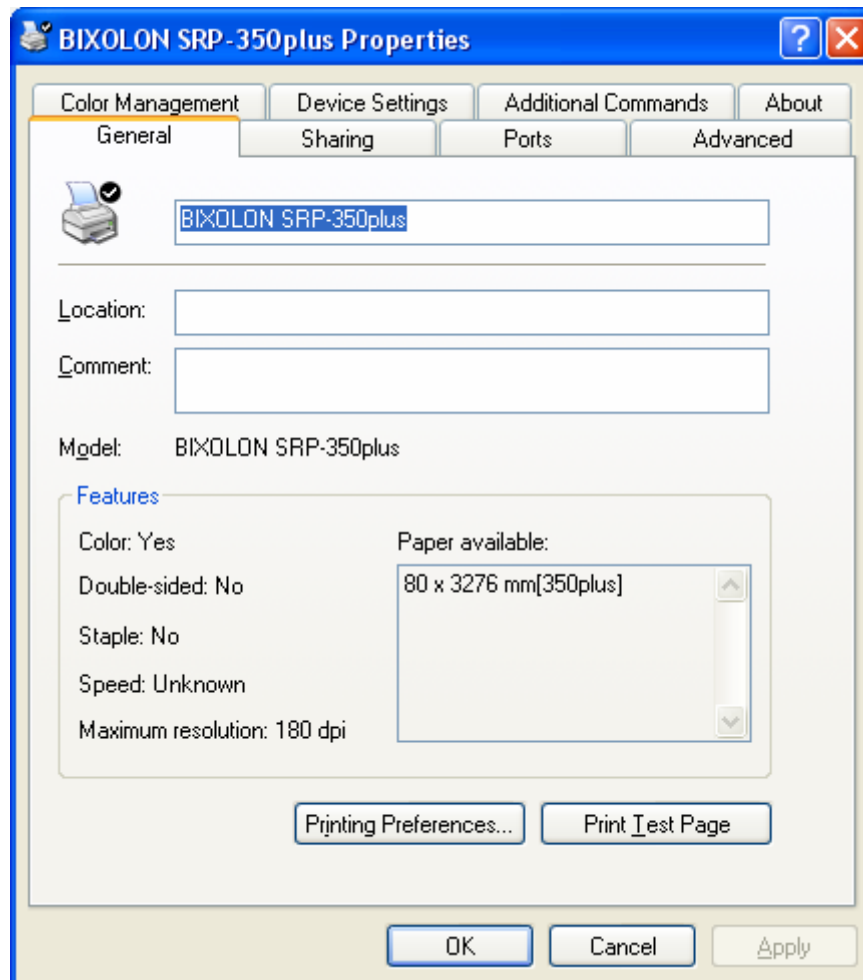 BIXOLON SRP-350plus Properties
Color Management Device Settings Additional Commands About
General Sharing Ports Advanced
BIXOLON SRP-350plus
Location:
Comment:
Model: BIXOLON SRP-350plus
Features
Color: Yes Paper available:
Double-sided: No 80 x 3276 mm[350plus]
Staple: No
Speed: Unknown
Maximum resolution: 180 dpi
Printing Preferences... Print Test Page
OK Cancel Apply